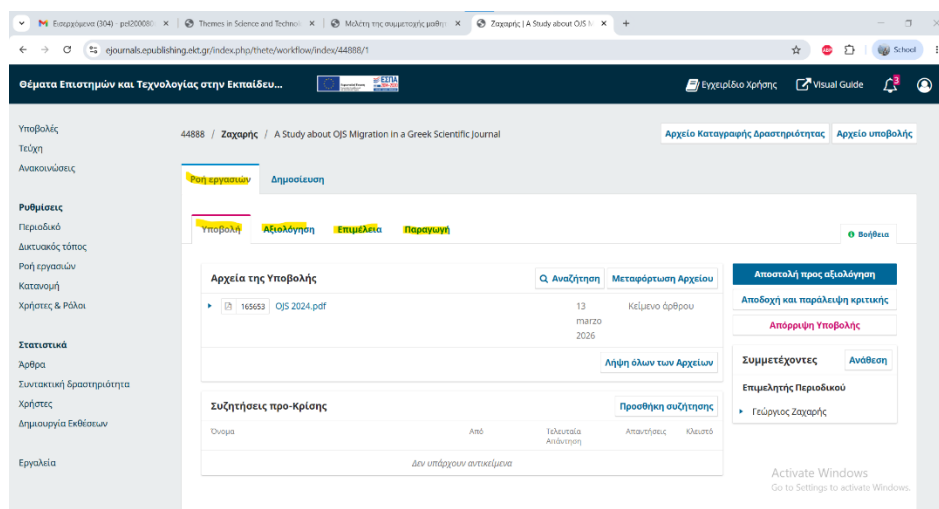 Εισερχόμενα (304) - pcl20080
Themes in Science and Technol
Μελέτη της συμμετοχής μαθητ
Ζαχαρής | A Study about OJS M
ejournals.epublishing.ekt.gr/index.php/thete/workflow/index/44888/1
School
Θέματα Επιστημών και Τεχνολογίας στην Εκπαίδευ...
ΕΣΠΑ
Εγχειρίδιο Χρήσης
Visual Guide
3
Υποβολές
Τεύχη
Ανακοινώσεις
Ρυθμίσεις
Περιοδικό
Δικτυακός τόπος
Ροή εργασιών
Κατανομή
Χρήστες & Ρόλοι
Στατιστικά
Άρθρα
Συντακτική δραστηριότητα
Χρήστες
Δημιουργία Εκθέσεων
Εργαλεία
44888 / Ζαχαρής / A Study about OJS Migration in a Greek Scientific Journal
Αρχείο Καταγραφής Δραστηριότητας
Αρχείο υποβολής
Ροή εργασιών
Δημοσίευση
Υποβολή
Αξιολόγηση
Επιμέλεια
Παραγωγή
Βοήθεια
Αρχεία της Υποβολής
Αναζήτηση
Μεταφόρτωση Αρχείου
165653 OJS 2024.pdf
13
marzo
2026
Κείμενο άρθρου
Λήψη όλων των Αρχείων
Συζητήσεις προ-Κρίσης
Προσθήκη συζήτησης
Όνομα
Από
Τελευταία
Απάντηση
Απαντήσεις
Κλειστό
Δεν υπάρχουν αντικείμενα
Αποστολή προς αξιολόγηση
Αποδοχή και παράλειψη κριτικής
Απόρριψη Υποβολής
Συμμετέχοντες
Ανάθεση
Επιμελητής Περιοδικού
Γεώργιος Ζαχαρής
Activate Windows
Go to Settings to activate Windows.